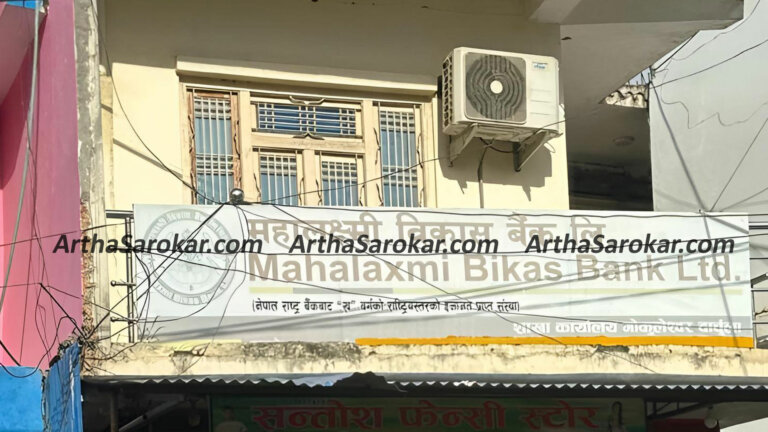 महालक्ष्मी विकास बैंक लि.
ArthaSarokar.com ArthaSarokar.com ArthaSarokar.com
Mahalaxmi Bikas Bank Ltd.
(नेपाल राष्ट्र बैंकबाट "ख" वर्गको राष्ट्रियस्तरको इजाजत प्राप्त संस्था)
शाखा कार्यालय गोकुलेश्वर दार्चुला
सन्तोष फेन्सी स्टोर